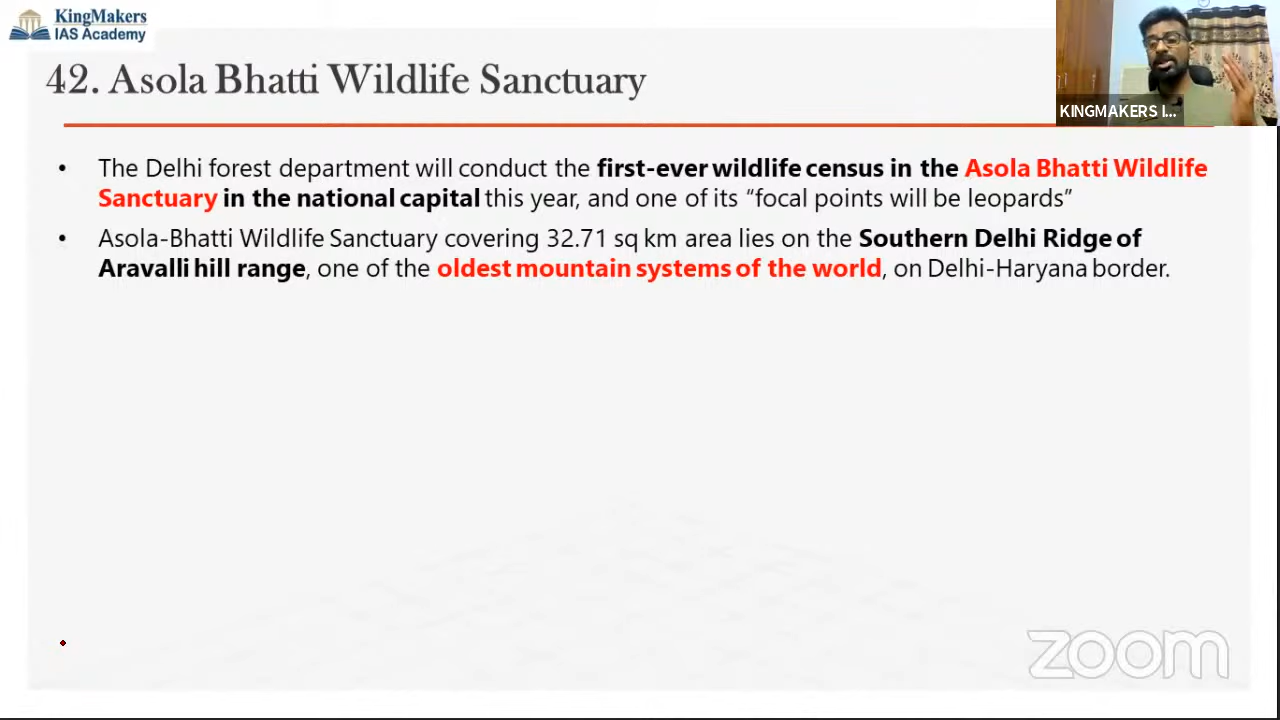 KingMakers
IAS Academy
42. Asola Bhatti Wildlife Sanctuary
KINGMAKERS I...
• The Delhi forest department will conduct the first-ever wildlife census in the Asola Bhatti Wildlife
Sanctuary in the national capital this year, and one of its “focal points will be leopards”
• Asola-Bhatti Wildlife Sanctuary covering 32.71 sq km area lies on the Southern Delhi Ridge of
Aravalli hill range, one of the oldest mountain systems of the world, on Delhi-Haryana border.
zoom